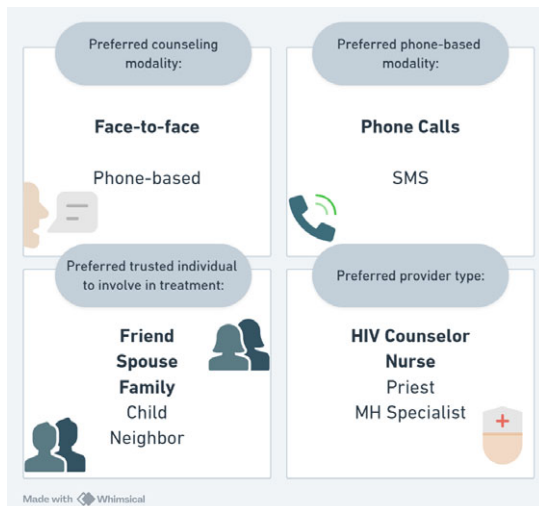 Preferred counseling
modality:
Face-to-face
Phone-based
Preferred phone-based
modality:
Phone Calls
SMS
Preferred trusted individual
to involve in treatment:
Friend
Spouse
Family
Child
Neighbor
Preferred provider type:
HIV Counselor
Nurse
Priest
MH Specialist
Made with Whimsical